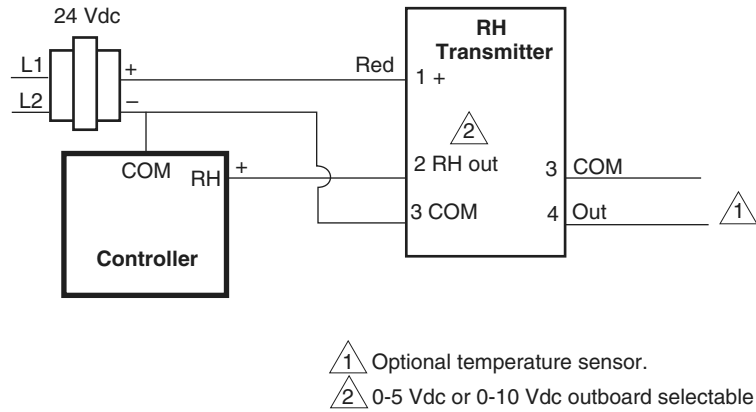 24 Vdc
L1
L2
+
–
Red
RH
Transmitter
1 +
2
2 RH out
3 COM
3 COM
4 Out
1
COM
RH
+
Controller
1 Optional temperature sensor.
2 0-5 Vdc or 0-10 Vdc outboard selectable